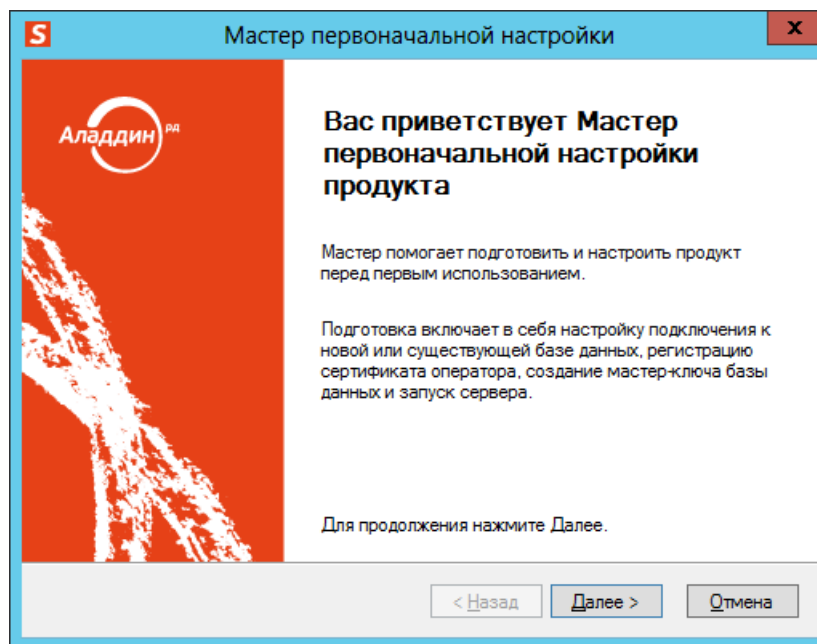 S
Мастер первоначальной настройки
x
Аладдин РД
Вас приветствует Мастер
первоначальной настройки
продукта
Мастер помогает подготовить и настроить продукт
перед первым использованием.
Подготовка включает в себя настройку подключения к
новой или существующей базе данных, регистрацию
сертификата оператора, создание мастер-ключа базы
данных и запуск сервера.
Для продолжения нажмите Далее.
< Назад
Далее >
Отмена